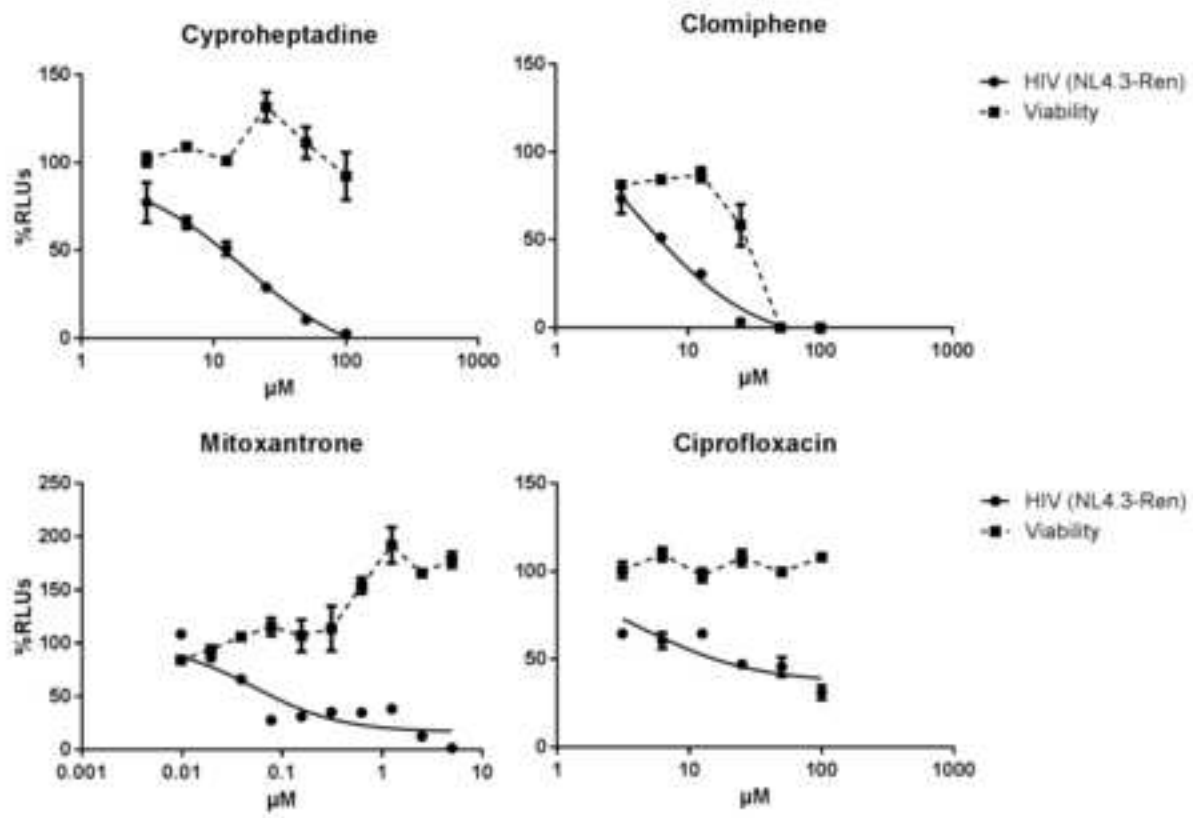 Cyproheptadine
150
100
50
0
%RLUs
1 10 100 1000
µM
Clomiphene
150
100
50
0
1 10 100 1000
µM
HIV (NL4.3-Ren)
Viability
Mitoxantrone
250
200
150
100
50
0
%RLUs
0.001 0.01 0.1 1 10
µM
Ciprofloxacin
150
100
50
0
1 10 100 1000
µM
HIV (NL4.3-Ren)
Viability